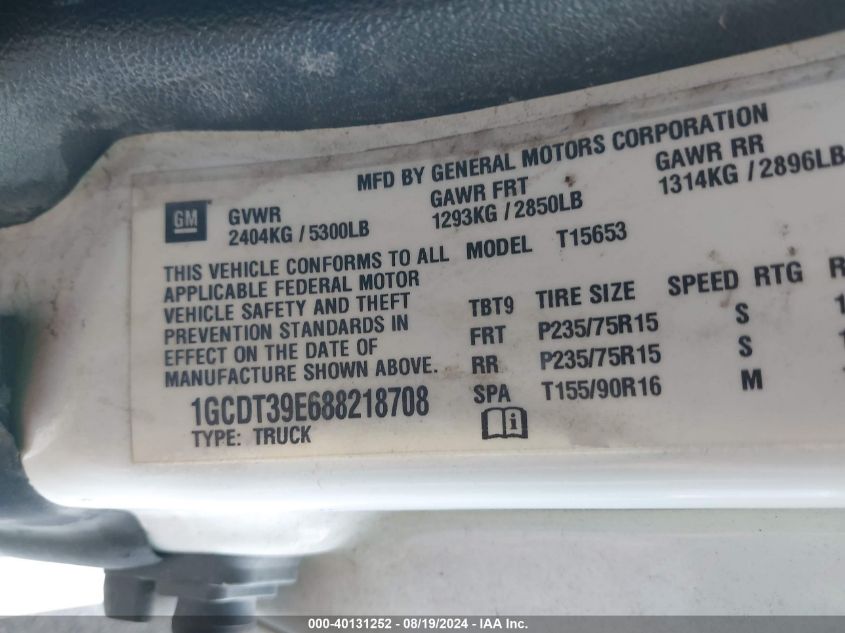 MFD BY GENERAL MOTORS CORPORATION
GM
GVWR
2404KG / 5300LB
GAWR FRT
1293KG / 2850LB
GAWR RR
1314KG / 2896LB
THIS VEHICLE CONFORMS TO ALL
APPLICABLE FEDERAL MOTOR
VEHICLE SAFETY AND THEFT
PREVENTION STANDARDS IN
EFFECT ON THE DATE OF
MANUFACTURE SHOWN ABOVE.
MODEL T15653
TBT9 TIRE SIZE SPEED RTG
FRT P235/75R15 S
RR P235/75R15 S
SPA T155/90R16 M
1GCDT39E688218708
TYPE: TRUCK
i
000-40131252 - 08/19/2024 - IAA Inc.